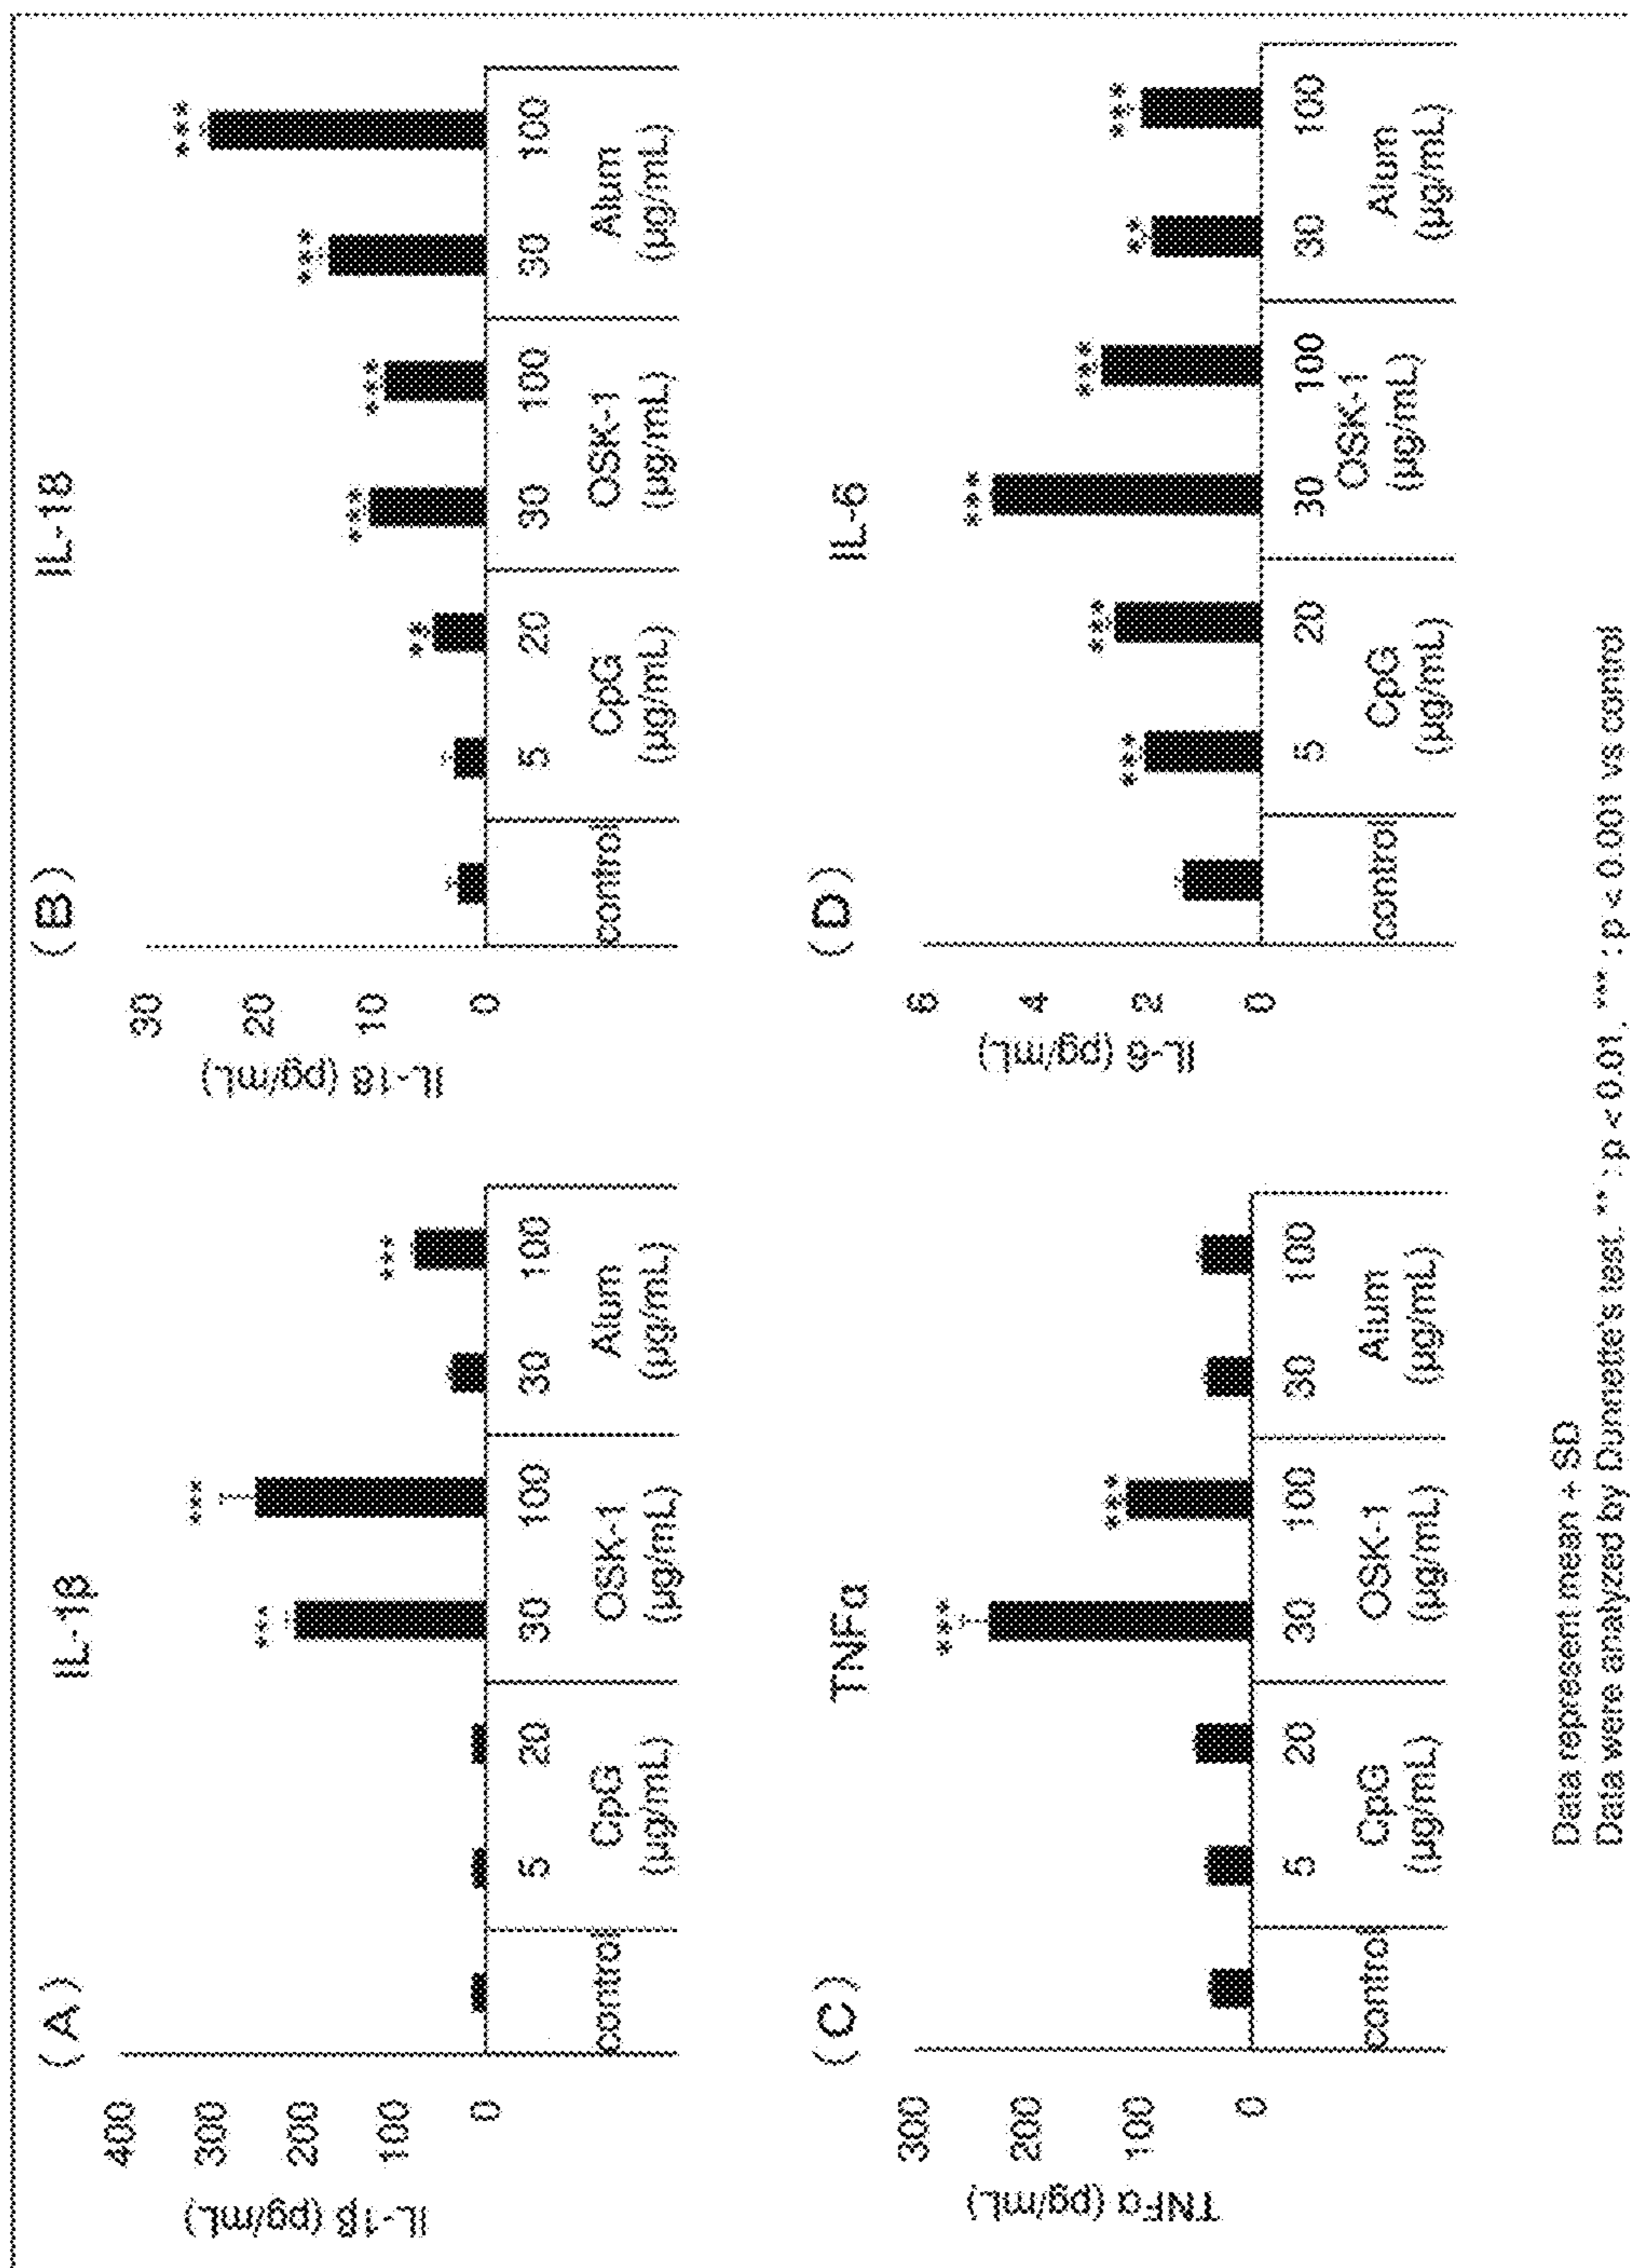 (A)
IL-1β
IL-1β (pg/mL)
400
300
200
100
0
control
5
20
30
100
30
100
CpG
(μg/mL)
OSK-1
(μg/mL)
Alum
(μg/mL)
***
***
***
(B)
IL-18
IL-18 (pg/mL)
30
20
10
0
control
5
20
30
100
30
100
CpG
(μg/mL)
OSK-1
(μg/mL)
Alum
(μg/mL)
**
***
***
***
***
(C)
TNFα
TNFα (pg/mL)
300
200
100
0
control
5
20
30
100
30
100
CpG
(μg/mL)
OSK-1
(μg/mL)
Alum
(μg/mL)
***
***
(D)
IL-6
IL-6 (pg/mL)
6
4
2
0
control
5
20
30
100
30
100
CpG
(μg/mL)
OSK-1
(μg/mL)
Alum
(μg/mL)
***
***
***
***
**
***
Data represent mean + SD
Data were analyzed by Dunnette's test. ** ; p < 0.01, *** ; p < 0.001 vs control